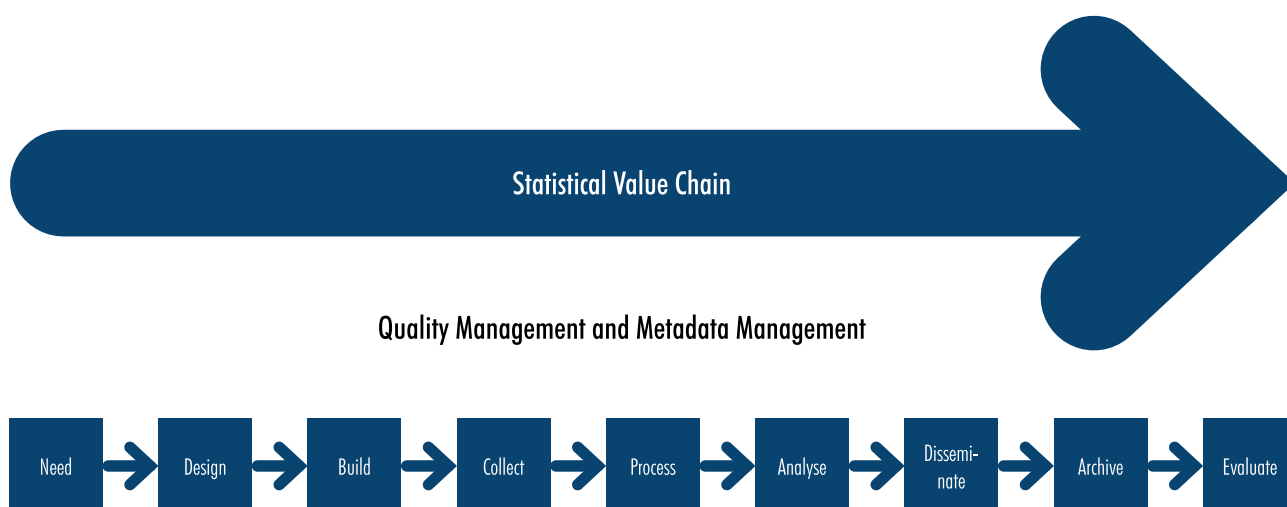 Statistical Value Chain
Quality Management and Metadata Management
Need
Design
Build
Collect
Process
Analyse
Dissemi-
nate
Archive
Evaluate